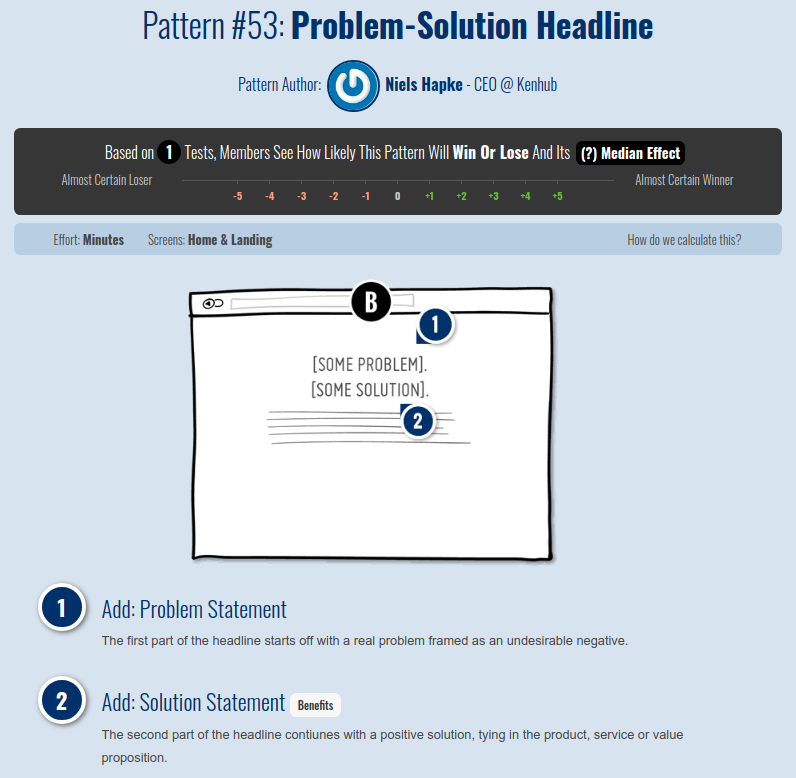 Pattern #53: Problem-Solution Headline
Pattern Author: Niels Hapke - CEO @ Kenhub
Based on 1 Tests, Members See How Likely This Pattern Will Win Or Lose And Its (?) Median Effect
Almost Certain Loser Almost Certain Winner
-5 -4 -3 -2 -1 0 +1 +2 +3 +4 +5
Effort: Minutes Screens: Home & Landing How do we calculate this?
B
1
[SOME PROBLEM].
[SOME SOLUTION].
2
1 Add: Problem Statement
The first part of the headline starts off with a real problem framed as an undesirable negative.
2 Add: Solution Statement Benefits
The second part of the headline contiunes with a positive solution, tying in the product, service or value
proposition.